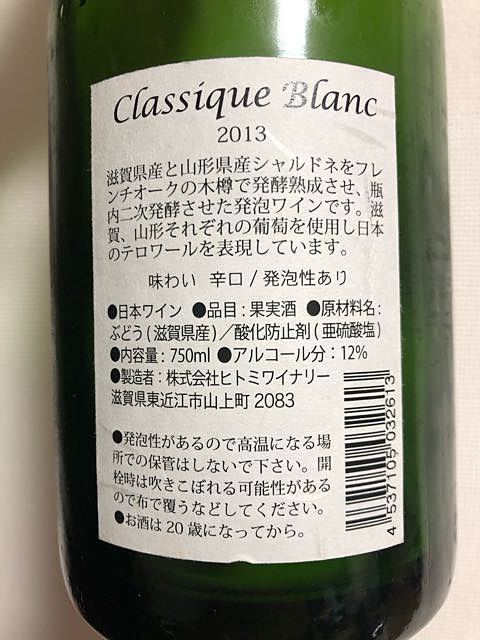 Classique Blanc
2013
滋賀県産と山形県産シャルドネをフレ
ンチオークの木樽で発酵熟成させ、瓶
内二次発酵させた発泡ワインです。滋
賀、山形それぞれの葡萄を使用し日本
のテロワールを表現しています。
味わい 辛口 / 発泡性あり
●日本ワイン ●品目 : 果実酒 ●原材料名 :
ぶどう ( 滋賀県産 ) ／酸化防止剤 ( 亜硫酸塩 )
●内容量 : 750ml ●アルコール分 : 12%
●製造者 : 株式会社ヒトミワイナリー
滋賀県東近江市山上町 2083
●発泡性があるので高温になる場
所での保管はしないで下さい。開
栓時は吹きこぼれる可能性がある
ので布で覆うなどしてください。
●お酒は 20 歳になってから。
4 537105 032613